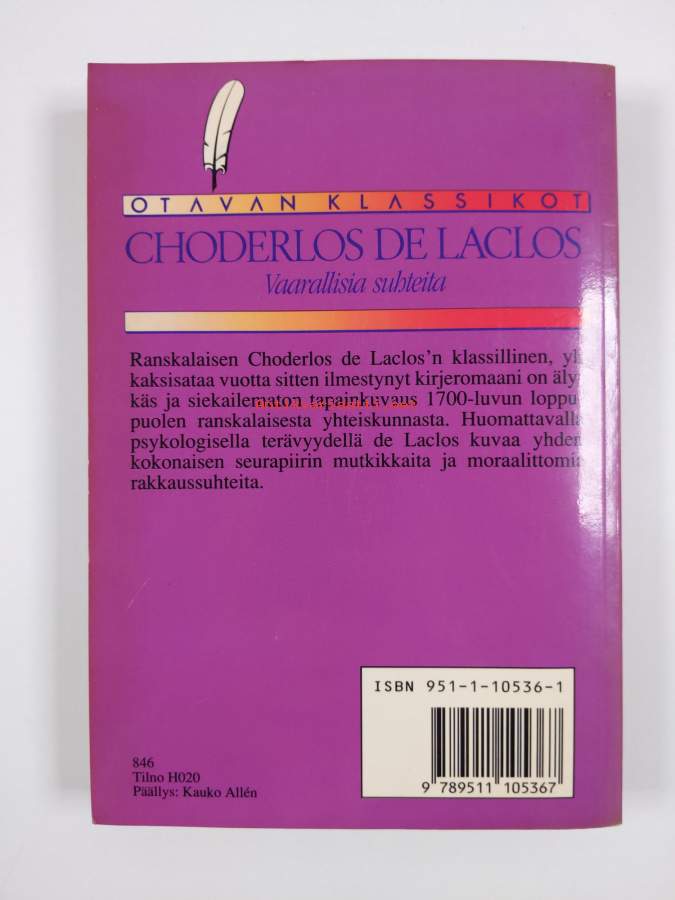 OTAVAN KLASSIKOT
CHODERLOS DE LACLOS
Vaarallisia suhteita
Ranskalaisen Choderlos de Laclos'n klassillinen, yli
kaksisataa vuotta sitten ilmestynyt kirjeromaani on äly-
käs ja siekailematon tapainkuvaus 1700-luvun loppu-
puolen ranskalaisesta yhteiskunnasta. Huomattavalla
psykologisella terävyydellä de Laclos kuvaa yhden
kokonaisen seurapiirin mutkikkaita ja moraalittomia
rakkaussuhteita.
ISBN 951-1-10536-1
9 789511 105367
846
Tilno H020
Päällys: Kauko Allén